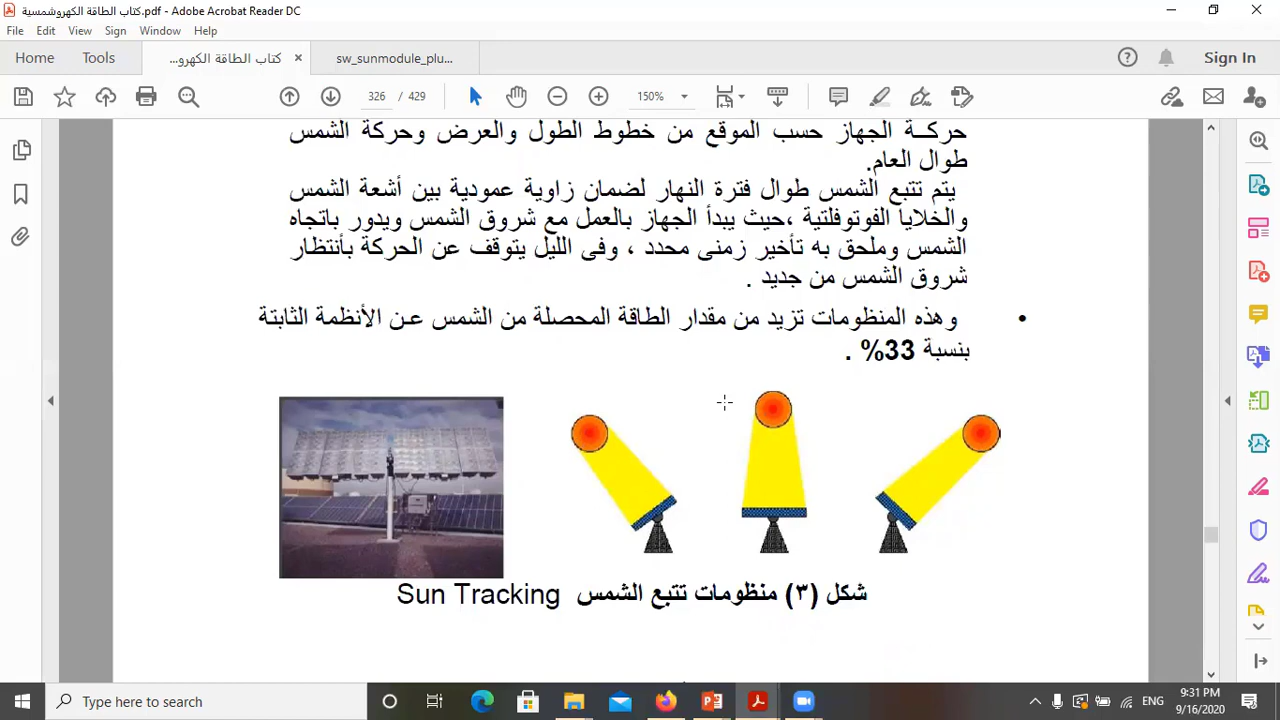 كتاب الطاقة الكهروشمسية.pdf - Adobe Acrobat Reader DC
File Edit View Sign Window Help
Home Tools كتاب الطاقة الكهرو... sw_sunmodule_plu... Sign In
326 / 429 150%
حركــة الجهاز حسب الموقع من خطوط الطول والعرض وحركة الشمس
طوال العام.
يتم تتبع الشمس طوال فترة النهار لضمان زاوية عمودية بين أشعة الشمس
والخلايا الفوتوفلتية ،حيث يبدأ الجهاز بالعمل مع شروق الشمس ويدور باتجاه
الشمس وملحق به تأخير زمنى محدد ، وفى الليل يتوقف عن الحركة بأنتظار
شروق الشمس من جديد .
• وهذه المنظومات تزيد من مقدار الطاقة المحصلة من الشمس عـن الأنظمة الثابتة
بنسبة 33% .
شكل (٣) منظومات تتبع الشمس Sun Tracking
Type here to search
ENG
9:31 PM
9/16/2020